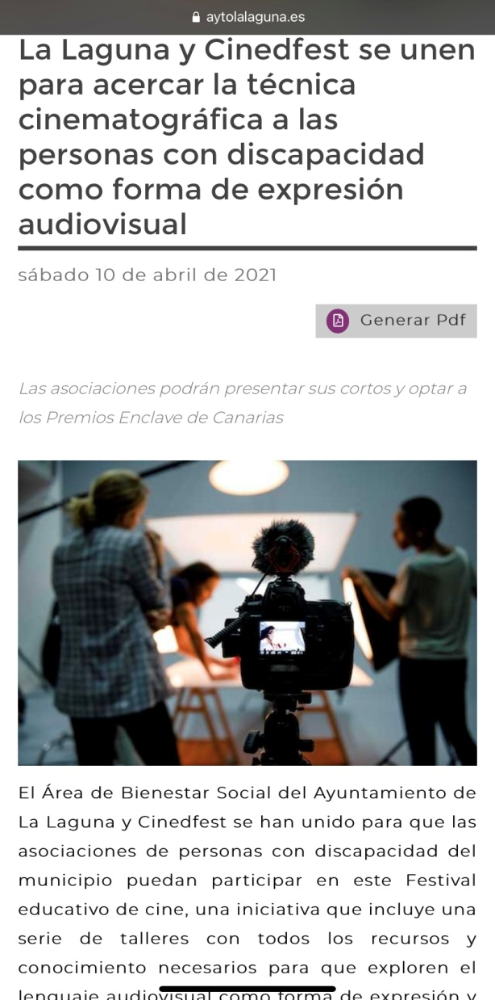 aytolalaguna.es
La Laguna y Cinedfest se unen
para acercar la técnica
cinematográfica a las
personas con discapacidad
como forma de expresión
audiovisual
sábado 10 de abril de 2021
Generar Pdf
Las asociaciones podrán presentar sus cortos y optar a
los Premios Enclave de Canarias
El Área de Bienestar Social del Ayuntamiento de
La Laguna y Cinedfest se han unido para que las
asociaciones de personas con discapacidad del
municipio puedan participar en este Festival
educativo de cine, una iniciativa que incluye una
serie de talleres con todos los recursos y
conocimiento necesarios para que exploren el
lenguaje audiovisual como forma de expresión y